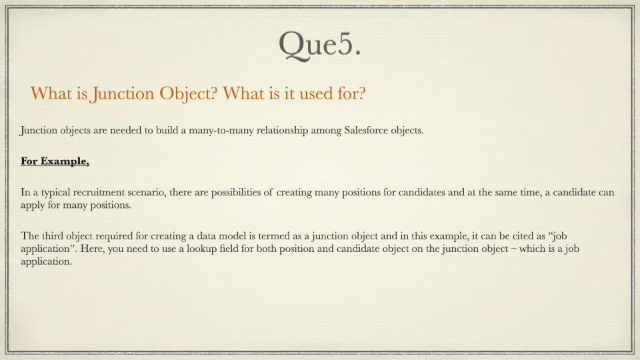 Que5.
What is Junction Object? What is it used for?
Junction objects are needed to build a many-to-many relationship among Salesforce objects.
For Example,
In a typical recruitment scenario, there are possibilities of creating many positions for candidates and at the same time, a candidate can
apply for many positions.
The third object required for creating a data model is termed as a junction object and in this example, it can be cited as “job
application”. Here, you need to use a lookup field for both position and candidate object on the junction object – which is a job
application.